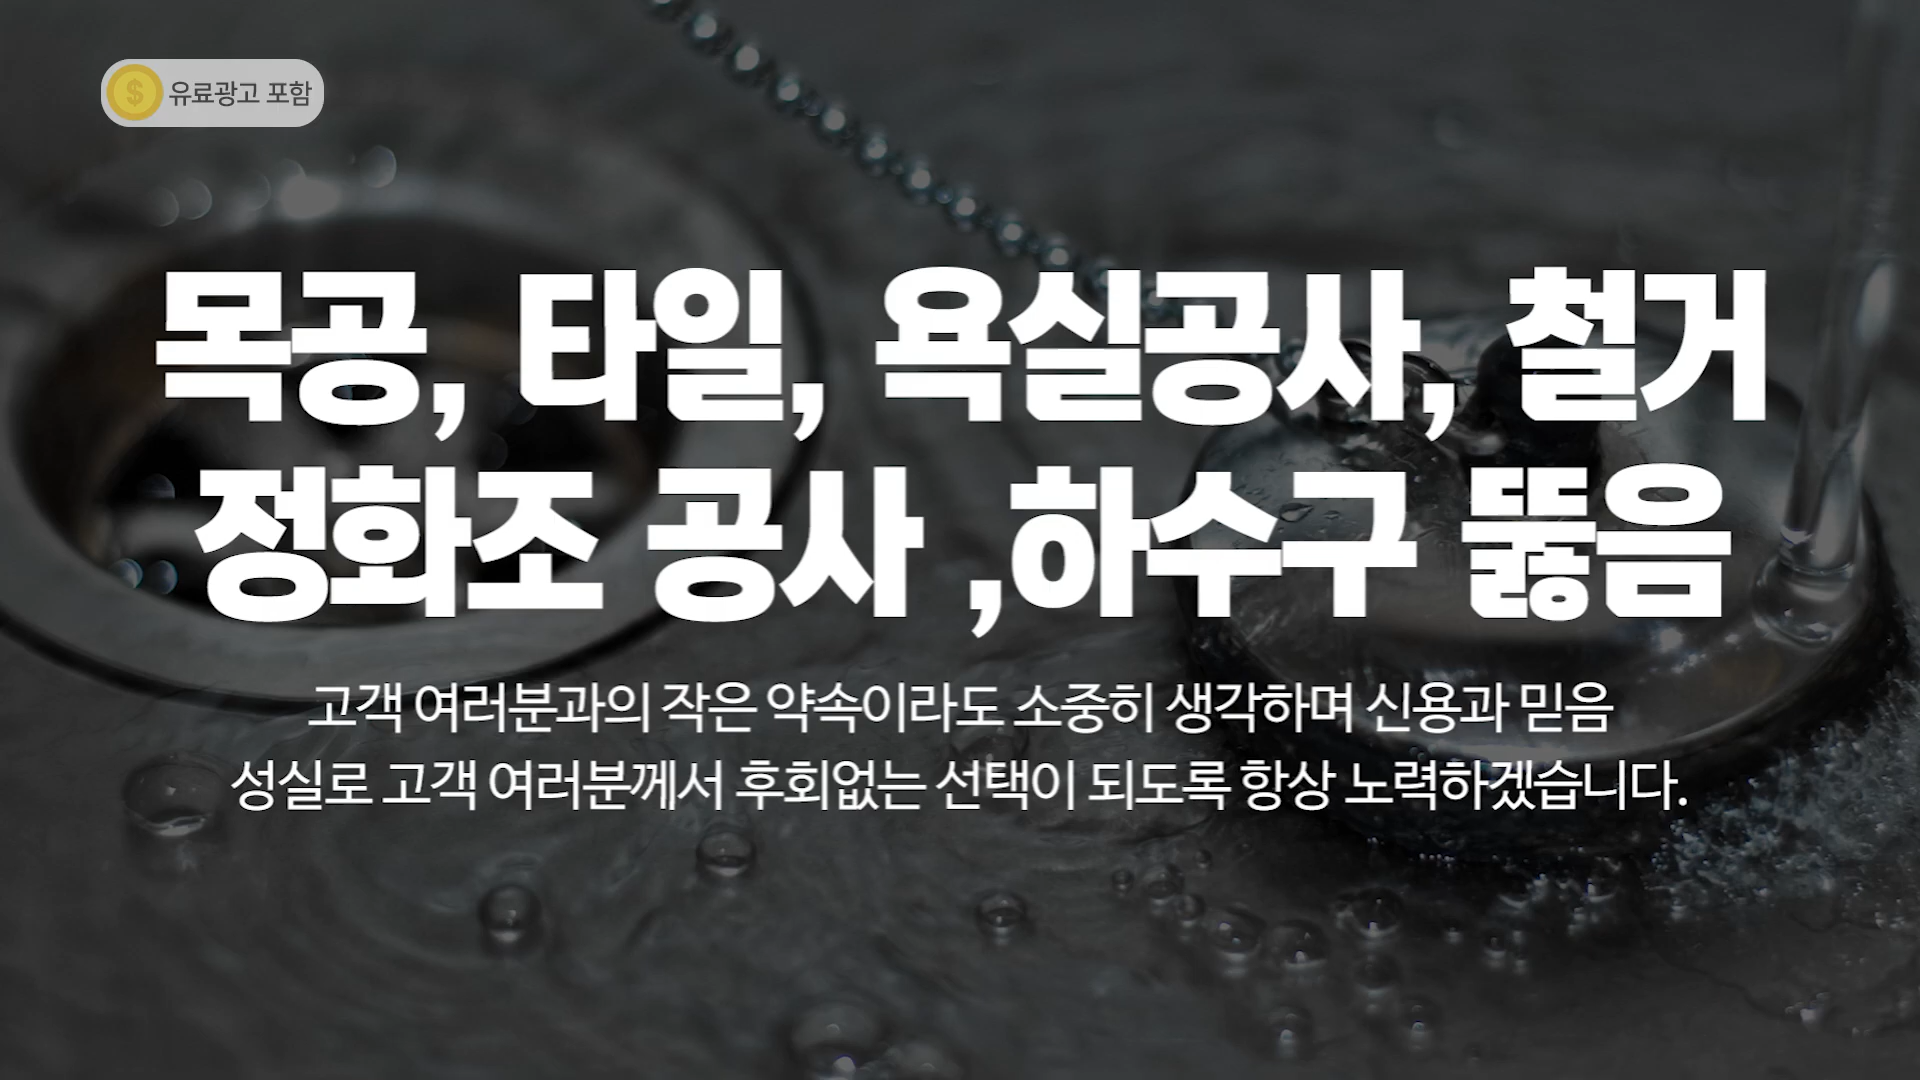 유료광고 포함
목공, 타일, 욕실공사, 철거
정화조 공사 ,하수구 뚫음
고객 여러분과의 작은 약속이라도 소중히 생각하며 신용과 믿음
성실로 고객 여러분께서 후회없는 선택이 되도록 항상 노력하겠습니다.